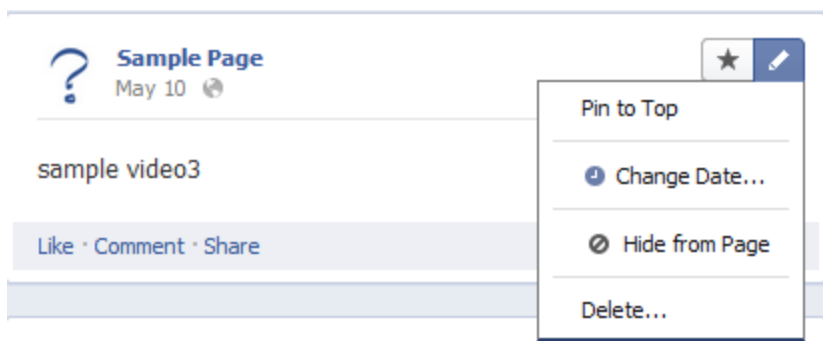 Sample Page
May 10
sample video3
Like · Comment · Share
Pin to Top
Change Date...
Hide from Page
Delete...